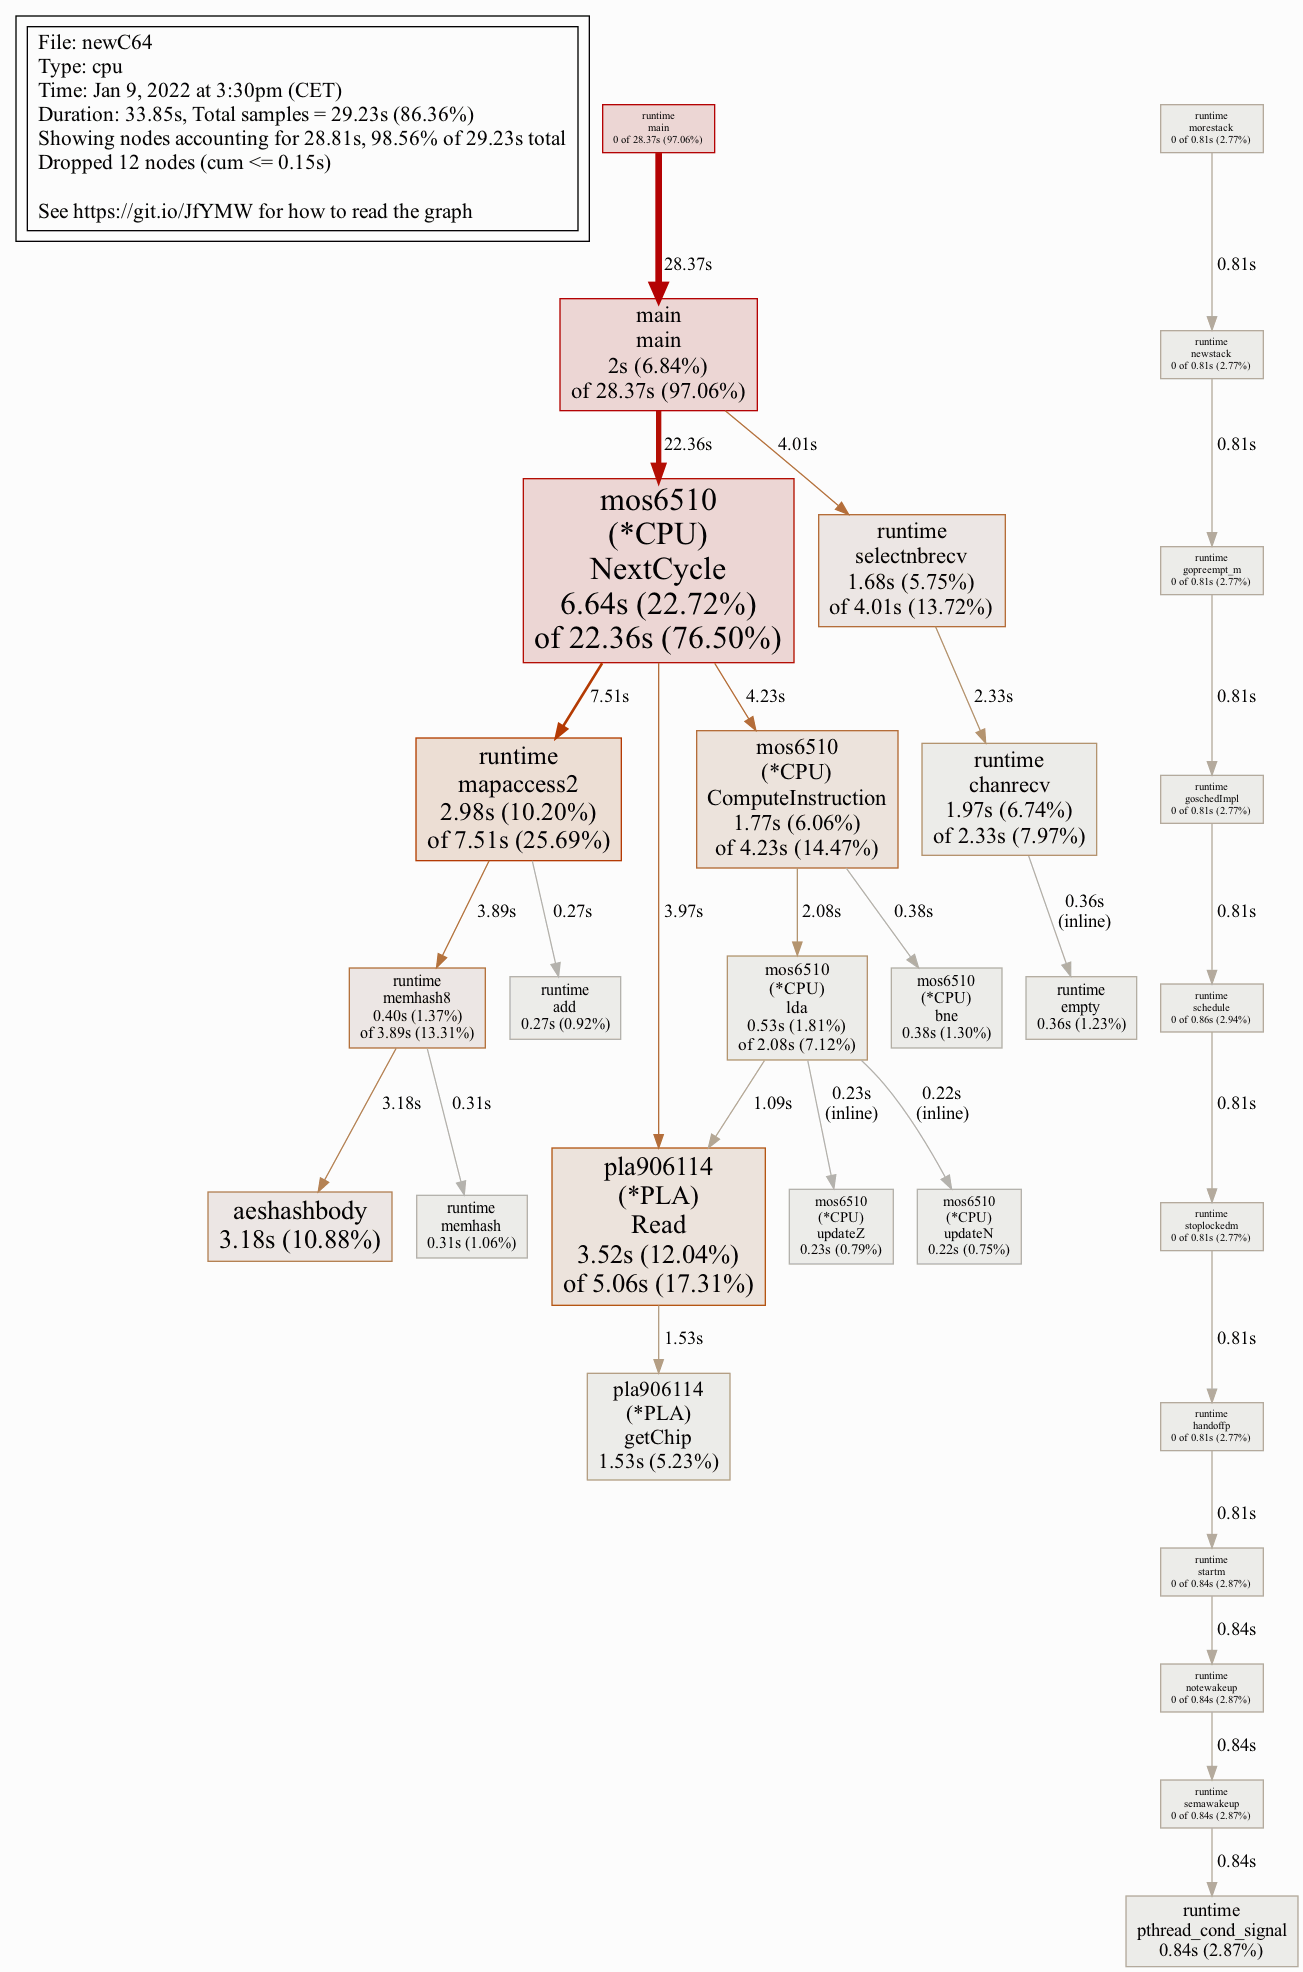 File: newC64
Type: cpu
Time: Jan 9, 2022 at 3:30pm (CET)
Duration: 33.85s, Total samples = 29.23s (86.36%)
Showing nodes accounting for 28.81s, 98.56% of 29.23s total
Dropped 12 nodes (cum <= 0.15s)
See https://git.io/JfYMW for how to read the graph
runtime
main
0 of 28.37s (97.06%)
runtime
morestack
0 of 0.81s (2.77%)
28.37s
0.81s
main
main
2s (6.84%)
of 28.37s (97.06%)
runtime
newstack
0 of 0.81s (2.77%)
22.36s
4.01s
0.81s
mos6510
(*CPU)
NextCycle
6.64s (22.72%)
of 22.36s (76.50%)
runtime
selectnbrecv
1.68s (5.75%)
of 4.01s (13.72%)
runtime
gopreempt_m
0 of 0.81s (2.77%)
7.51s
4.23s
2.33s
0.81s
runtime
mapaccess2
2.98s (10.20%)
of 7.51s (25.69%)
mos6510
(*CPU)
ComputeInstruction
1.77s (6.06%)
of 4.23s (14.47%)
runtime
chanrecv
1.97s (6.74%)
of 2.33s (7.97%)
runtime
goschedImpl
0 of 0.81s (2.77%)
3.89s
0.27s
3.97s
2.08s
0.38s
0.36s
(inline)
0.81s
runtime
memhash8
0.40s (1.37%)
of 3.89s (13.31%)
runtime
add
0.27s (0.92%)
mos6510
(*CPU)
lda
0.53s (1.81%)
of 2.08s (7.12%)
mos6510
(*CPU)
bne
0.38s (1.30%)
runtime
empty
0.36s (1.23%)
runtime
schedule
0 of 0.86s (2.94%)
3.18s
0.31s
1.09s
0.23s
(inline)
0.22s
(inline)
0.81s
aeshashbody
3.18s (10.88%)
runtime
memhash
0.31s (1.06%)
pla906114
(*PLA)
Read
3.52s (12.04%)
of 5.06s (17.31%)
mos6510
(*CPU)
updateZ
0.23s (0.79%)
mos6510
(*CPU)
updateN
0.22s (0.75%)
runtime
stoplockedm
0 of 0.81s (2.77%)
1.53s
0.81s
pla906114
(*PLA)
getChip
1.53s (5.23%)
runtime
handoffp
0 of 0.81s (2.77%)
0.81s
runtime
startm
0 of 0.84s (2.87%)
0.84s
runtime
notewakeup
0 of 0.84s (2.87%)
0.84s
runtime
semawakeup
0 of 0.84s (2.87%)
0.84s
runtime
pthread_cond_signal
0.84s (2.87%)